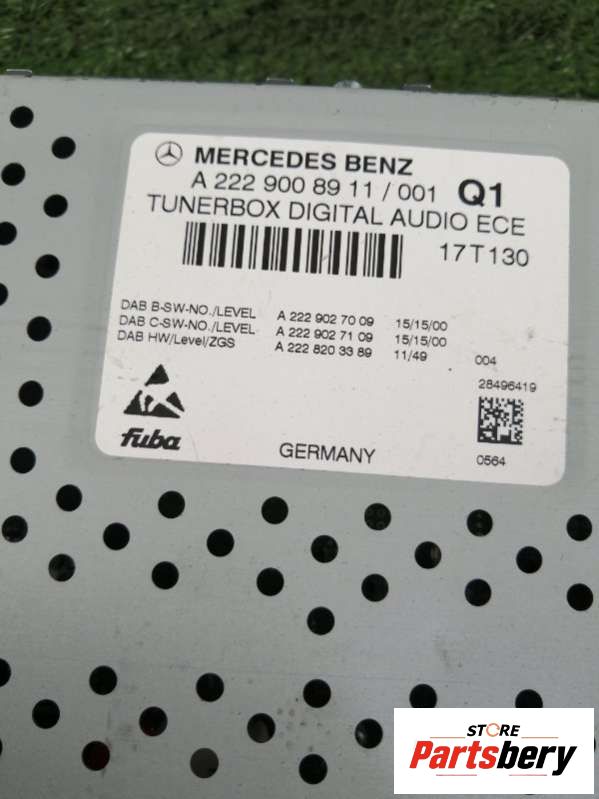 MERCEDES BENZ
A 222 900 89 11 / 001 Q1
TUNERBOX DIGITAL AUDIO ECE
17T130
DAB B-SW-NO./LEVEL A 222 902 70 09 15/15/00
DAB C-SW-NO./LEVEL A 222 902 71 09 15/15/00
DAB HW/Level/ZGS A 222 820 33 89 11/49 004
28496419
fuba
GERMANY
0564
STORE
Partsbery